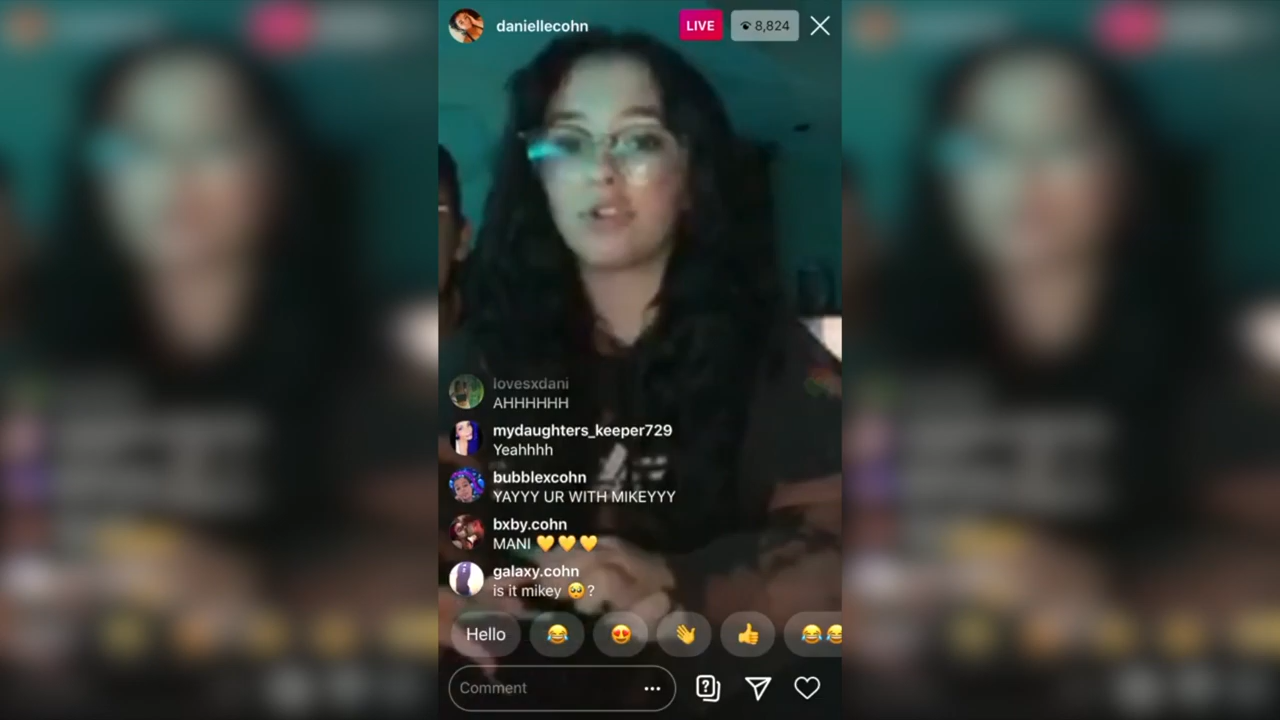 daniellecohn
LIVE
8,824
lovesxdani
AHHHHHH
mydaughters_keeper729
Yeahhhh
bubblexcohn
YAYYY UR WITH MIKEYYY
bxby.cohn
MANI 💛💛💛
galaxy.cohn
is it mikey 🥺?
Hello
Comment